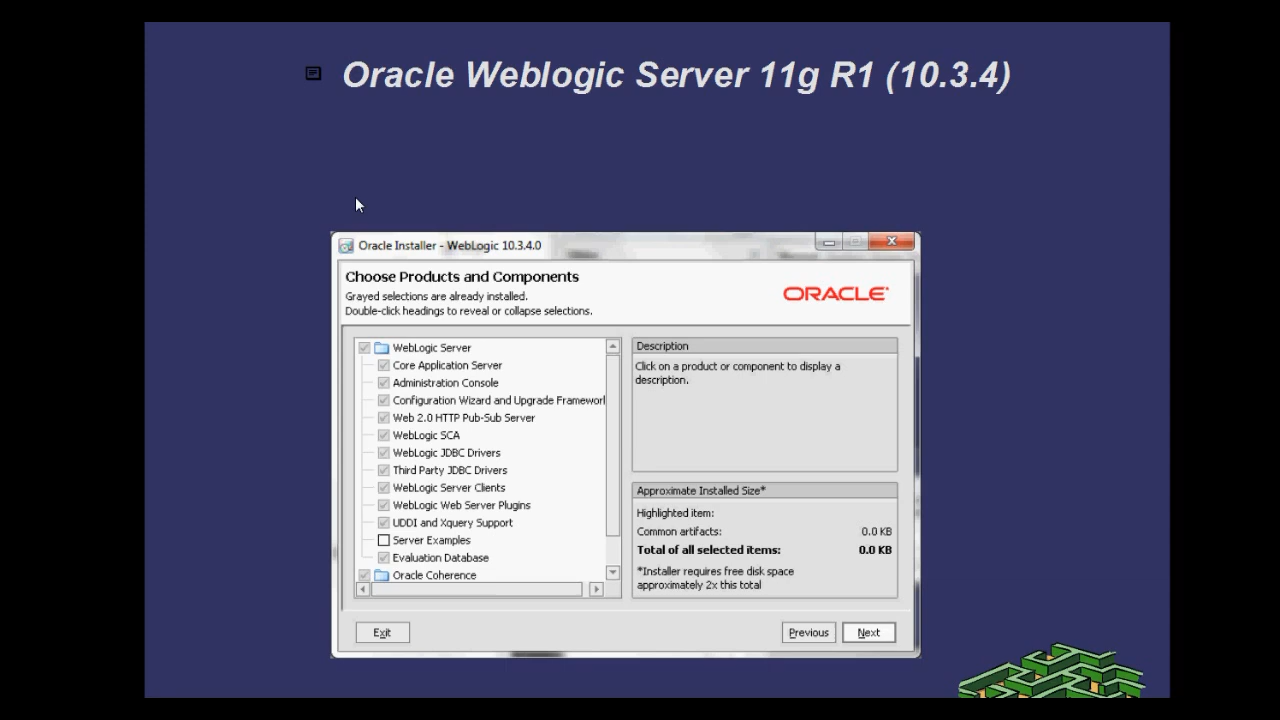 Oracle Weblogic Server 11g R1 (10.3.4)
Oracle Installer - WebLogic 10.3.4.0
Choose Products and Components
Grayed selections are already installed.
Double-click headings to reveal or collapse selections.
ORACLE
WebLogic Server
Core Application Server
Administration Console
Configuration Wizard and Upgrade Framework
Web 2.0 HTTP Pub-Sub Server
WebLogic SCA
WebLogic JDBC Drivers
Third Party JDBC Drivers
WebLogic Server Clients
WebLogic Web Server Plugins
UDDI and Xquery Support
Server Examples
Evaluation Database
Oracle Coherence
Description
Click on a product or component to display a
description.
Approximate Installed Size*
Highlighted item:
Common artifacts: 0.0 KB
Total of all selected items: 0.0 KB
*Installer requires free disk space
approximately 2x this total
Exit
Previous
Next